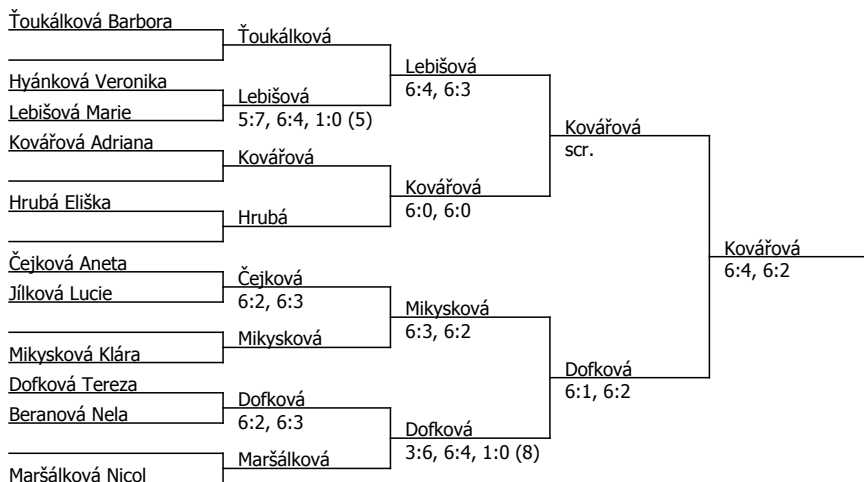 Ťoukálková Barbora
Hyánková Veronika
Lebišová Marie
Kovářová Adriana
Hrubá Eliška
Čejková Aneta
Jílková Lucie
Mikysková Klára
Dofková Tereza
Beranová Nela
Maršálková Nicol
Ťoukálková
Lebišová
5:7, 6:4, 1:0 (5)
Kovářová
Hrubá
Čejková
6:2, 6:3
Mikysková
Dofková
6:2, 6:3
Maršálková
Lebišová
6:4, 6:3
Kovářová
6:0, 6:0
Mikysková
6:3, 6:2
Dofková
3:6, 6:4, 1:0 (8)
Kovářová
scr.
Dofková
6:1, 6:2
Kovářová
6:4, 6:2